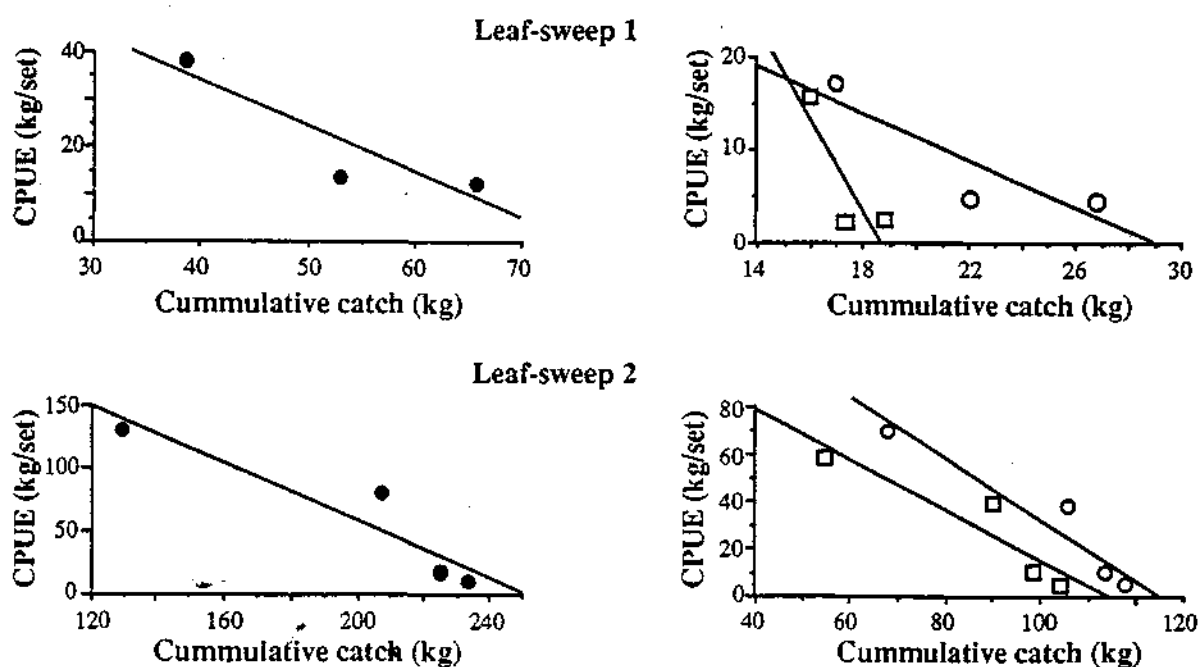 Leaf-sweep 1
CPUE (kg/set)
40
20
0
30 40 50 60 70
Cummulative catch (kg)
CPUE (kg/set)
20
10
0
14 18 22 26 30
Cummulative catch (kg)
Leaf-sweep 2
CPUE (kg/set)
150
100
50
0
120 160 200 240
Cummulative catch (kg)
CPUE (kg/set)
80
60
40
20
0
40 60 80 100 120
Cummulative catch (kg)